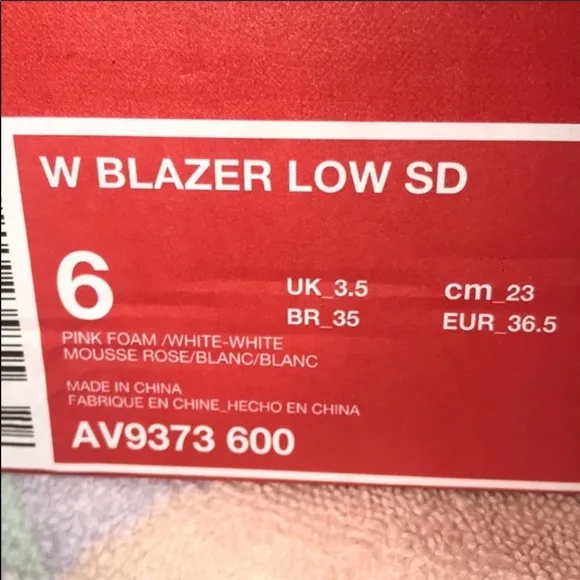 W BLAZER LOW SD
6
UK_3.5 cm_23
BR_35 EUR_36.5
PINK FOAM /WHITE-WHITE
MOUSSE ROSE/BLANC/BLANC
MADE IN CHINA
FABRIQUE EN CHINE_HECHO EN CHINA
AV9373 600